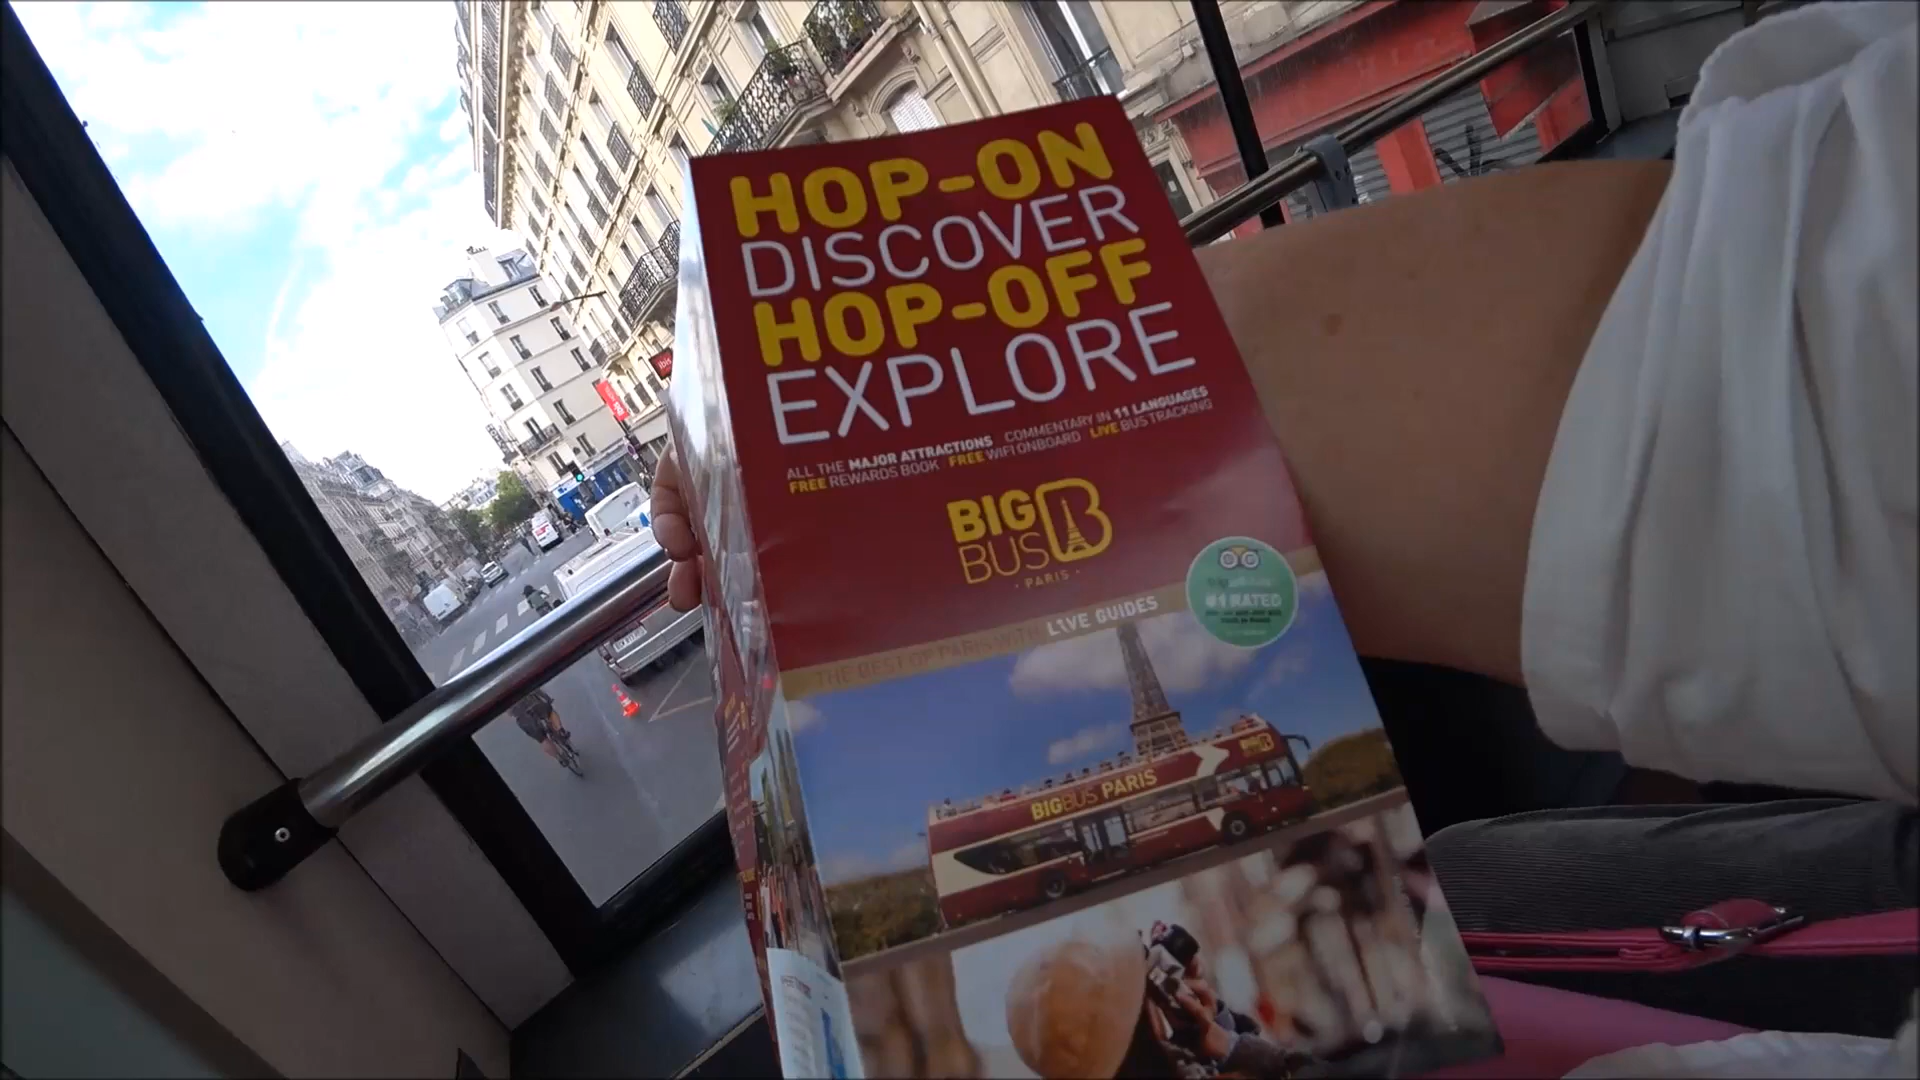 HOP-ON
DISCOVER
HOP-OFF
EXPLORE
ALL THE MAJOR ATTRACTIONS COMMENTARY IN 11 LANGUAGES
FREE REWARDS BOOK FREE WIFI ONBOARD LIVE BUS TRACKING
BIG
BUS
· PARIS ·
THE BEST OF PARIS WITH LIVE GUIDES
#1 RATED
BIGBUS PARIS
ibis